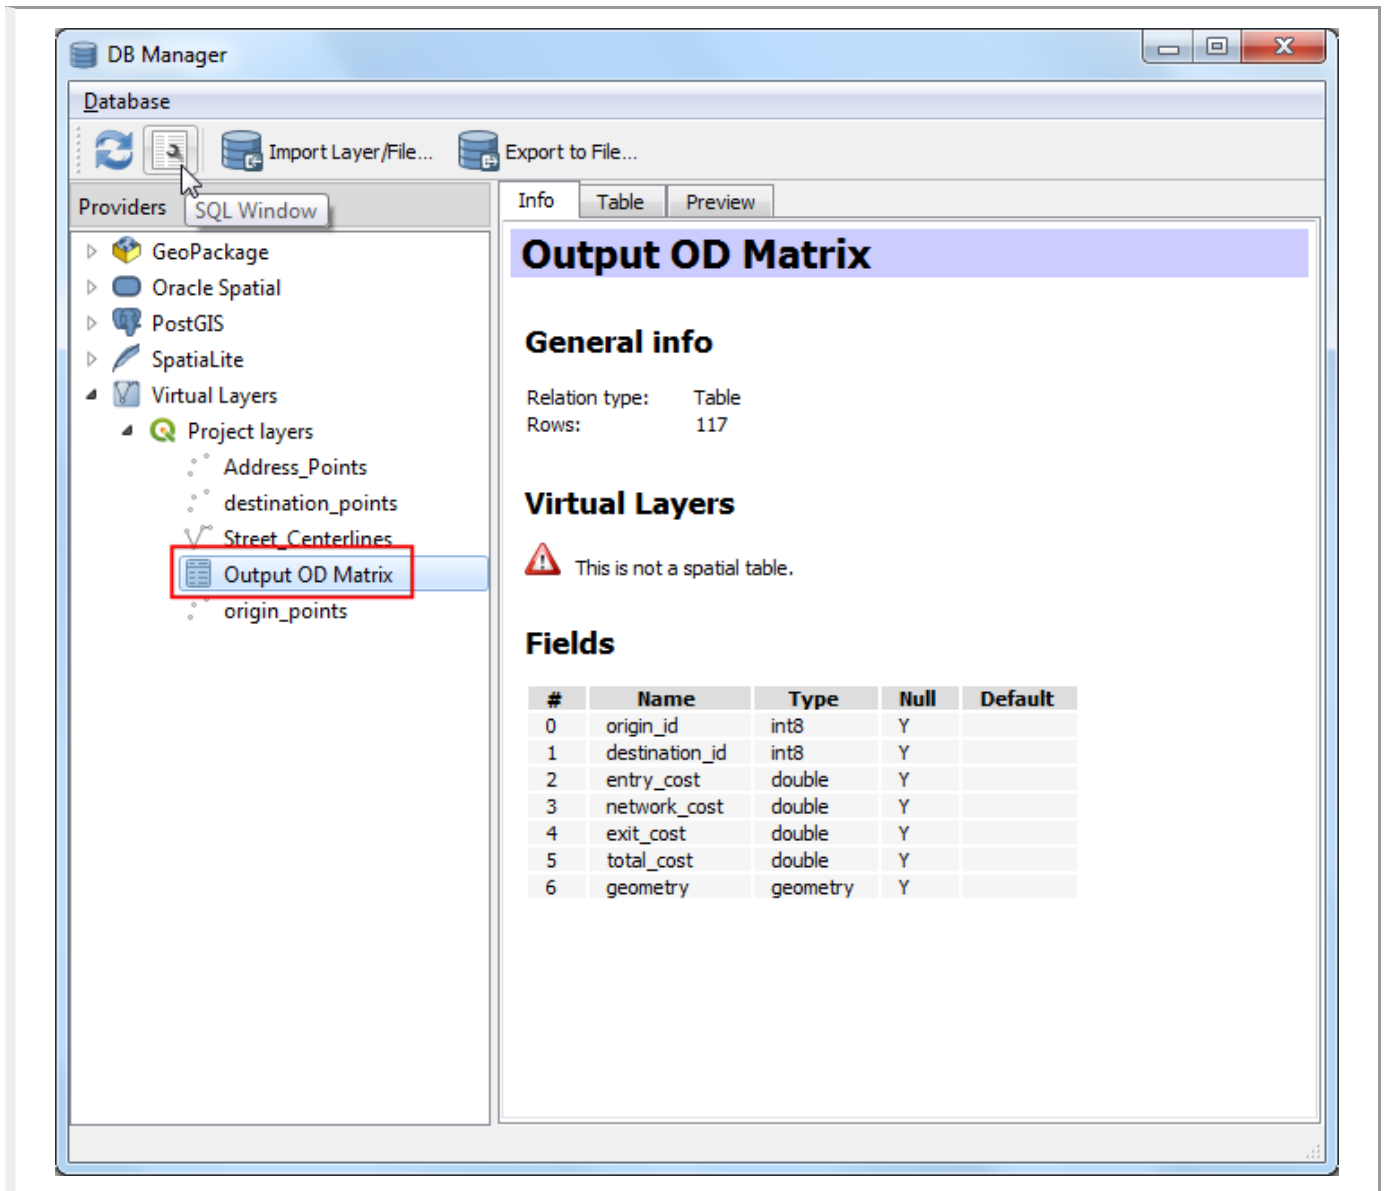 DB Manager
Database
Import Layer/File...
Export to File...
Providers
SQL Window
Info
Table
Preview
GeoPackage
Oracle Spatial
PostGIS
SpatiaLite
Virtual Layers
Project layers
Address_Points
destination_points
Street_Centerlines
Output OD Matrix
origin_points
Output OD Matrix
General info
Relation type: Table
Rows: 117
Virtual Layers
This is not a spatial table.
Fields
# Name Type Null Default
0 origin_id int8 Y
1 destination_id int8 Y
2 entry_cost double Y
3 network_cost double Y
4 exit_cost double Y
5 total_cost double Y
6 geometry geometry Y